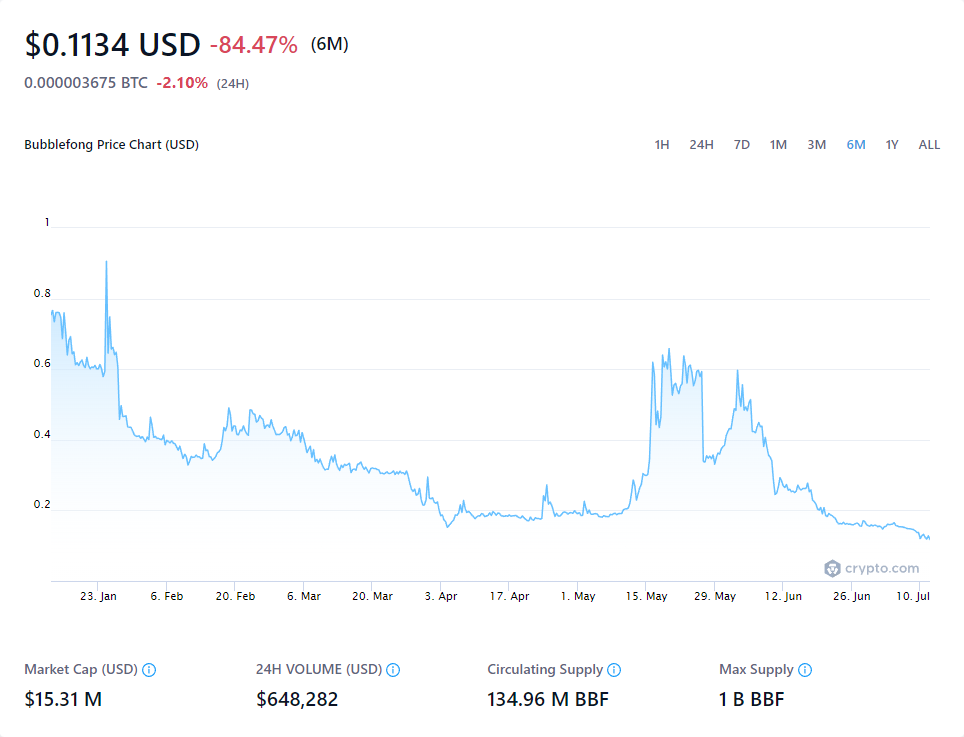 $0.1134 USD -84.47% (6M)
0.000003675 BTC -2.10% (24H)
Bubblefong Price Chart (USD) 1H 24H 7D 1M 3M 6M 1Y ALL
1
0.8
0.6
0.4
0.2
crypto.com
23. Jan 6. Feb 20. Feb 6. Mar 20. Mar 3. Apr 17. Apr 1. May 15. May 29. May 12. Jun 26. Jun 10. Jul
Market Cap (USD) 24H VOLUME (USD) Circulating Supply Max Supply
$15.31 M $648,282 134.96 M BBF 1 B BBF